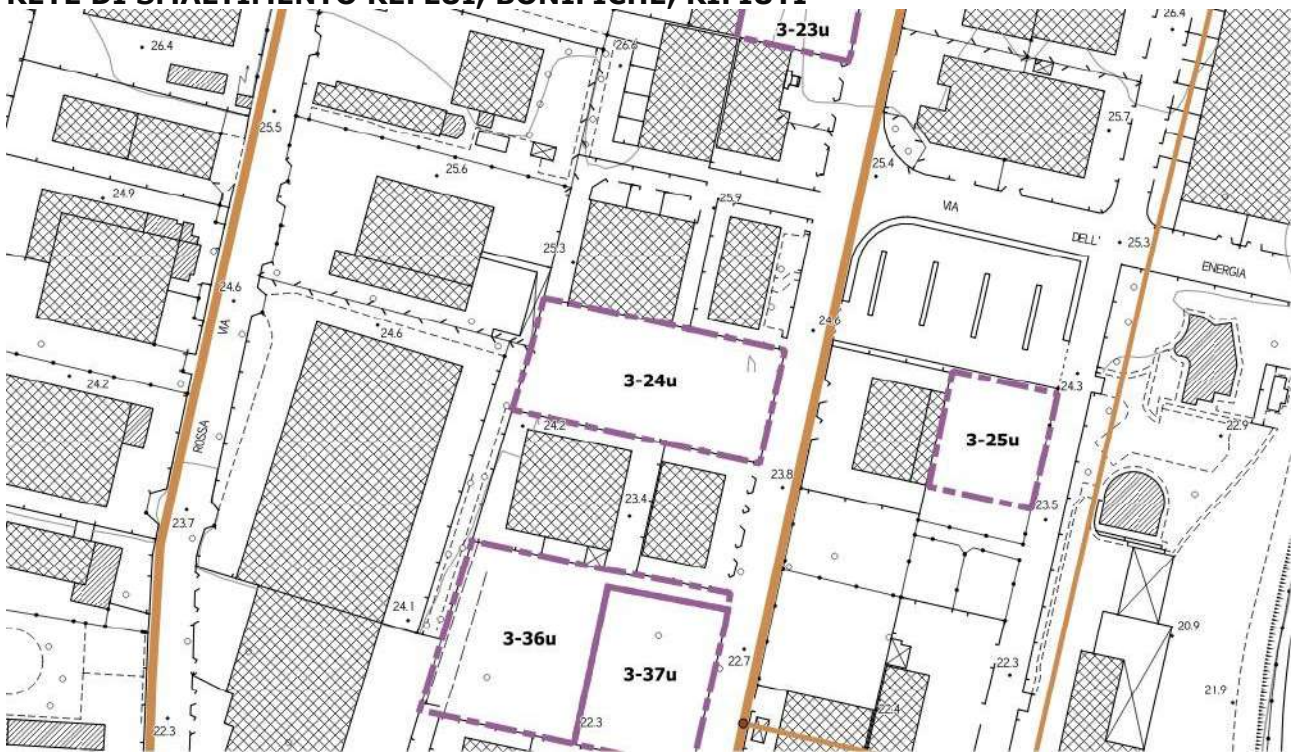 RETE DI SMALTIMENTO REFLUI, BONIFICHE, RIFIUTI
3-23u
26.4
26.4
26.6
25.5
25.7
25.4
25.6
24.9
25.9
VIA
DELL'
25.3
ENERGIA
25.3
24.6
VIA
24.6
24.6
24.2
3-24u
24.3
ROSSA
24.2
3-25u
22.9
23.8
23.4
23.5
23.7
24.1
3-36u
20.9
22.7
22.3
3-37u
21.9
22.4
22.3
22.3